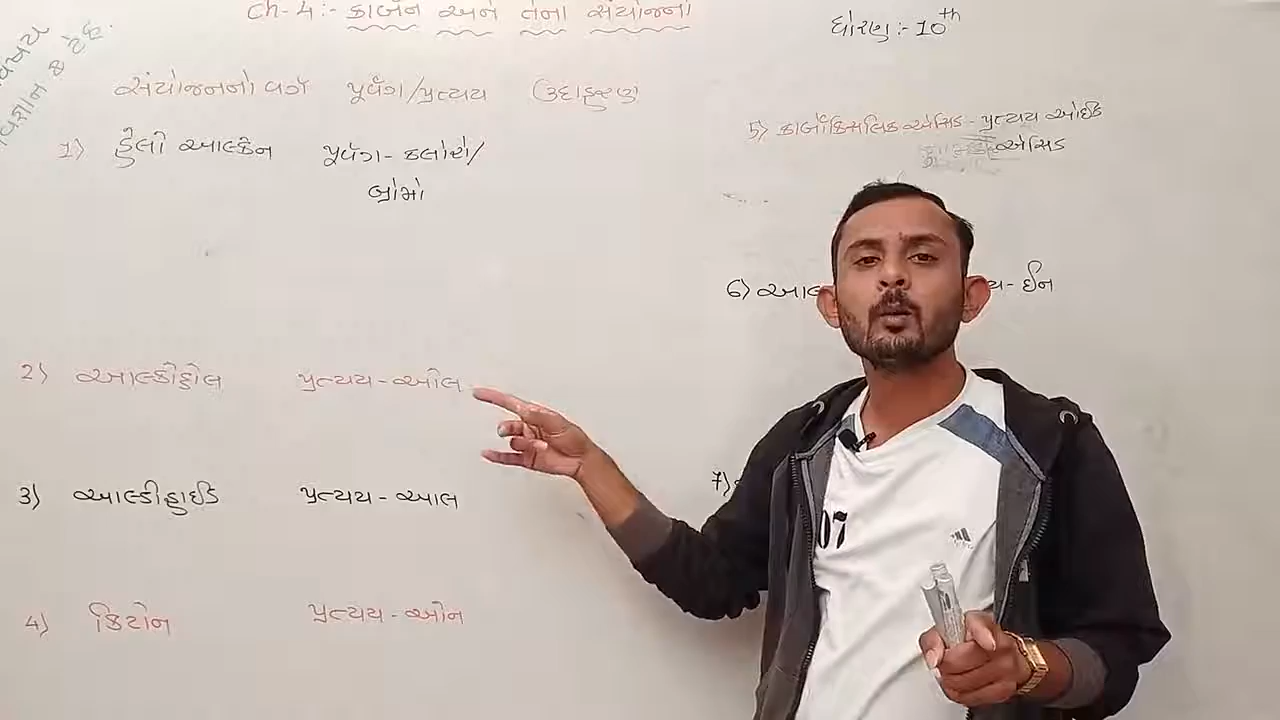 Ch-4:- કાર્બન અને તેના સંયોજનો
ધોરણ:- 10th
વિજ્ઞાન & ટેક.
સંયોજનનો વર્ગ પૂર્વગ/પ્રત્યય ઉદાહરણ
1) હેલો આલ્કેન પૂર્વગ- ક્લોરો/
બ્રોમો
2) આલ્કોહોલ પ્રત્યય-ઓલ
3) આલ્ડીહાઈડ પ્રત્યય - આલ
4) કિટોન પ્રત્યય - ઓન
5) કાર્બોક્સિલિક એસિડ - પ્રત્યય ઓઈક
એસિડ
6) આલ ય- ઈન
7)
07